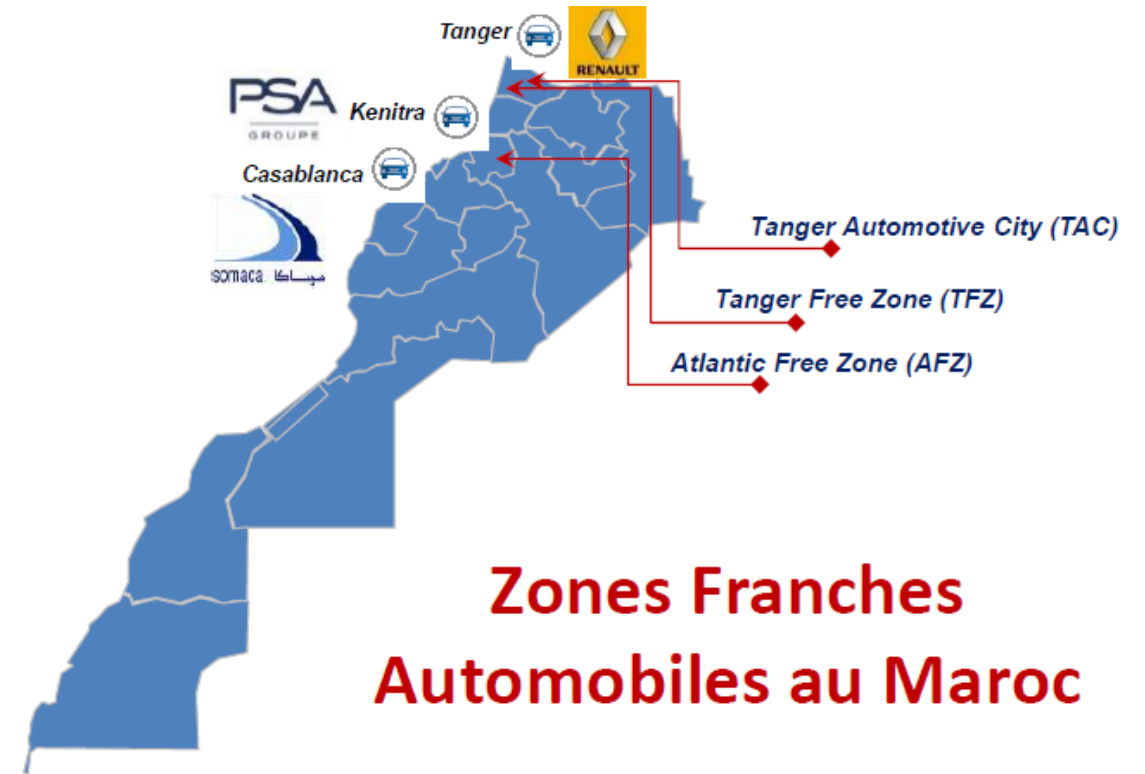 Tanger
RENAULT
PSA
GROUPE
Kenitra
Casablanca
somaca صوماكا
Tanger Automotive City (TAC)
Tanger Free Zone (TFZ)
Atlantic Free Zone (AFZ)
Zones Franches
Automobiles au Maroc